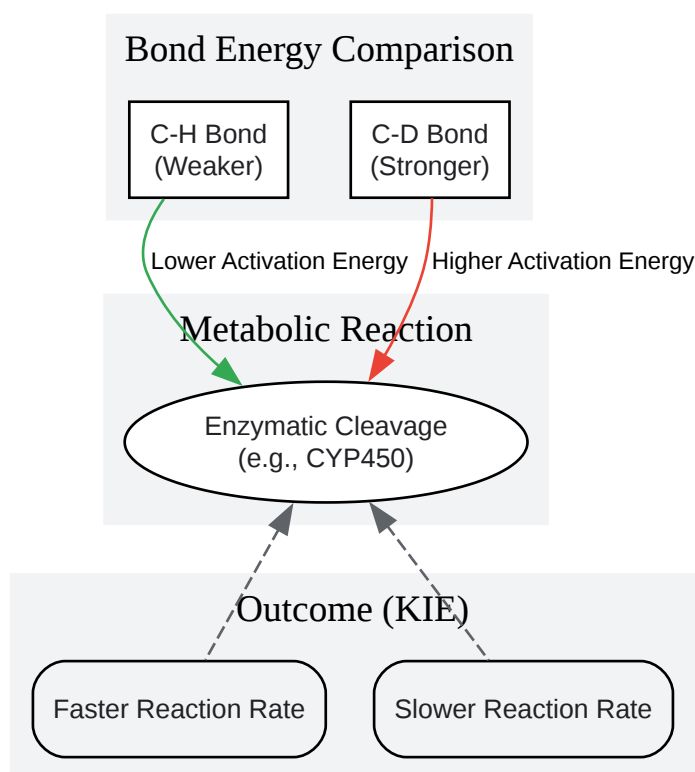 Bond Energy Comparison
C-H Bond
(Weaker)
C-D Bond
(Stronger)
Lower Activation Energy
Higher Activation Energy
Metabolic Reaction
Enzymatic Cleavage
(e.g., CYP450)
Outcome (KIE)
Faster Reaction Rate
Slower Reaction Rate